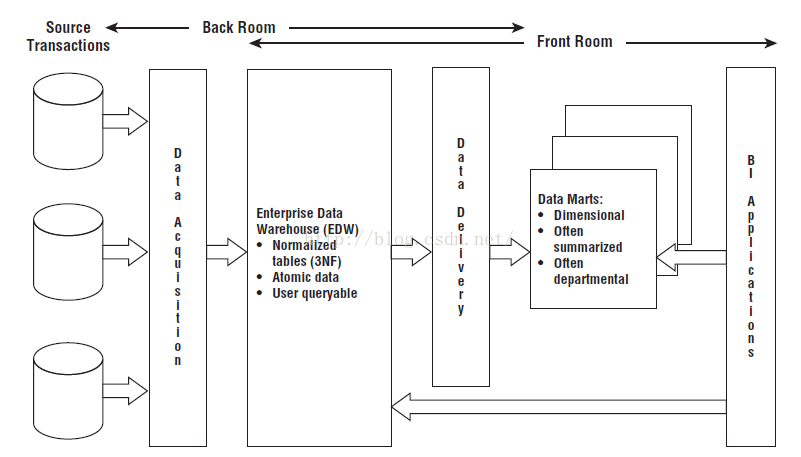 Source
Transactions
Back Room
Front Room
Data Acquisition
Enterprise Data
Warehouse (EDW)
• Normalized
tables (3NF)
• Atomic data
• User queryable
Data Delivery
Data Marts:
• Dimensional
• Often
summarized
• Often
departmental
BI Applications
http://blog.csdn.net/